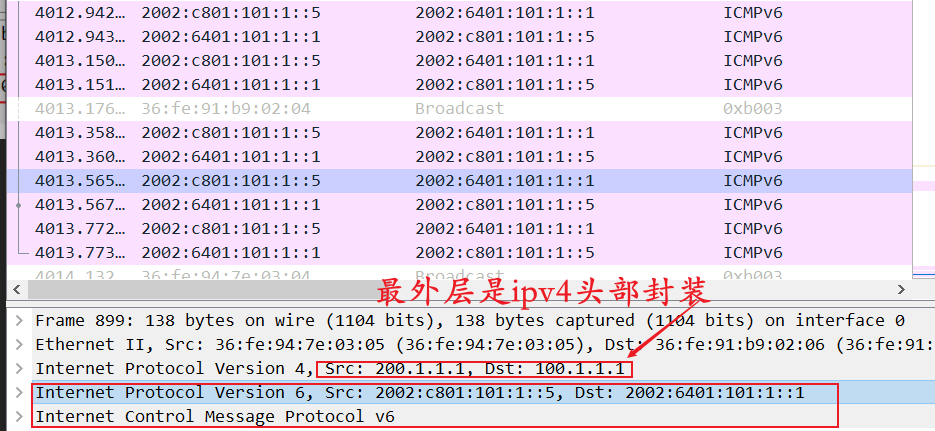 4012.942… 2002:c801:101:1::5 2002:6401:101:1::1 ICMPv6
4012.943… 2002:6401:101:1::1 2002:c801:101:1::5 ICMPv6
4013.150… 2002:c801:101:1::5 2002:6401:101:1::1 ICMPv6
4013.151… 2002:6401:101:1::1 2002:c801:101:1::5 ICMPv6
4013.176… 36:fe:91:b9:02:04 Broadcast 0xb003
4013.358… 2002:c801:101:1::5 2002:6401:101:1::1 ICMPv6
4013.360… 2002:6401:101:1::1 2002:c801:101:1::5 ICMPv6
4013.565… 2002:c801:101:1::5 2002:6401:101:1::1 ICMPv6
4013.567… 2002:6401:101:1::1 2002:c801:101:1::5 ICMPv6
4013.772… 2002:c801:101:1::5 2002:6401:101:1::1 ICMPv6
4013.773… 2002:6401:101:1::1 2002:c801:101:1::5 ICMPv6
4014.132 36:fe:94:7e:03:04 Broadcast 0xb003
最外层是ipv4头部封装
Frame 899: 138 bytes on wire (1104 bits), 138 bytes captured (1104 bits) on interface 0
Ethernet II, Src: 36:fe:94:7e:03:05 (36:fe:94:7e:03:05), Dst: 36:fe:91:b9:02:06 (36:fe:91:
Internet Protocol Version 4, Src: 200.1.1.1, Dst: 100.1.1.1
Internet Protocol Version 6, Src: 2002:c801:101:1::5, Dst: 2002:6401:101:1::1
Internet Control Message Protocol v6